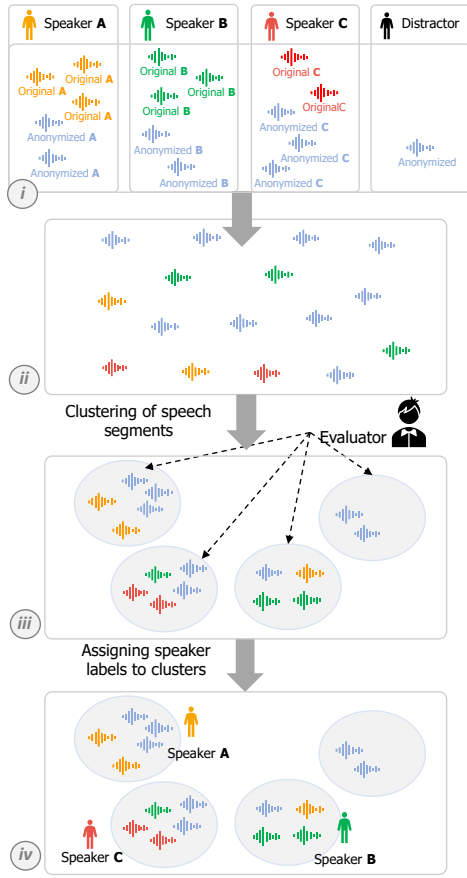 Speaker A
Speaker B
Speaker C
Distractor
Original A
Original A
Original A
Anonymized A
Anonymized A
Original B
Original B
Original B
Anonymized B
Anonymized B
Original C
OriginalC
Anonymized C
Anonymized C
Anonymized C
Anonymized
i
ii
Clustering of speech
segments
Evaluator
iii
Assigning speaker
labels to clusters
Speaker A
Speaker C
Speaker B
iv